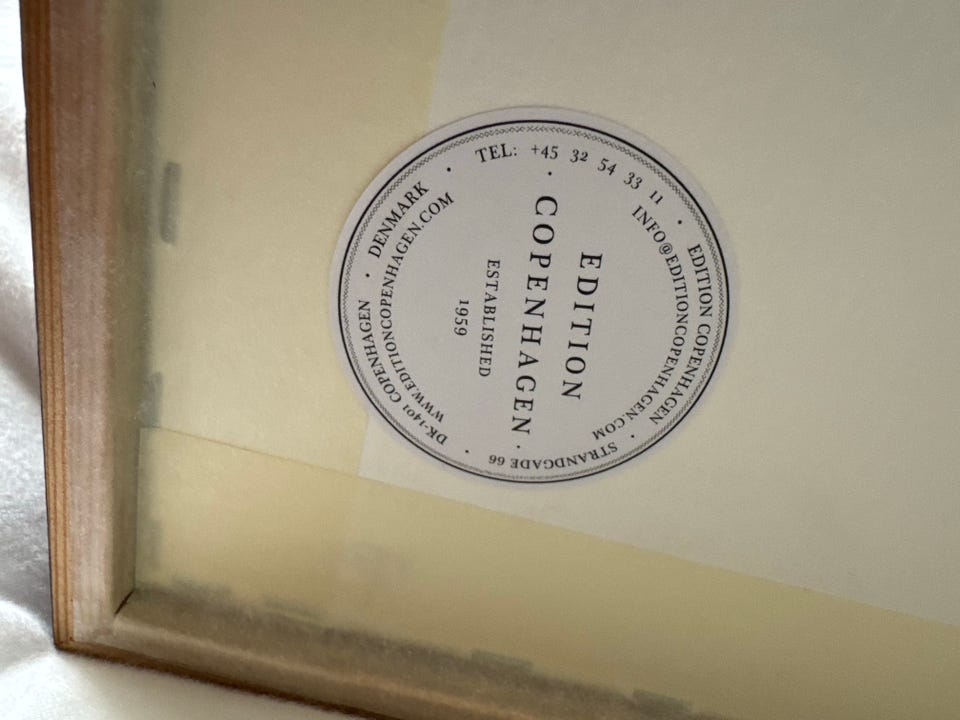 EDITION COPENHAGEN · STRANDGADE 66 · DK-1401 COPENHAGEN · DENMARK · TEL: +45 32 54 33 11 ·
INFO@EDITIONCOPENHAGEN.COM
EDITION
· COPENHAGEN ·
ESTABLISHED
1959
WWW.EDITIONCOPENHAGEN.COM